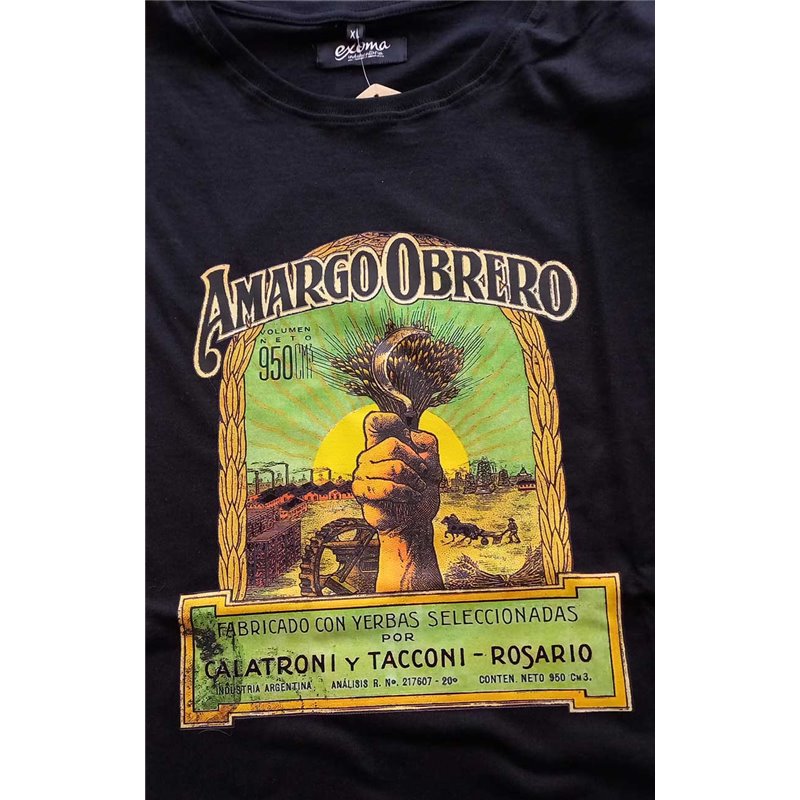 XL
exoma
AMARGO OBRERO
VOLUMEN
NETO
950 CM3
FABRICADO CON YERBAS SELECCIONADAS
POR
CALATRONI Y TACCONI - ROSARIO
INDUSTRIA ARGENTINA. ANÁLISIS R. Nº. 217607 - 20º CONTEN. NETO 950 CM3.